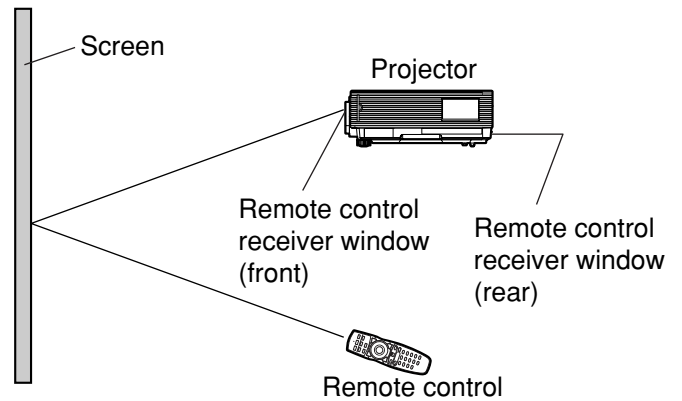 Screen
Projector
Remote control
receiver window
(front)
Remote control
receiver window
(rear)
Remote control